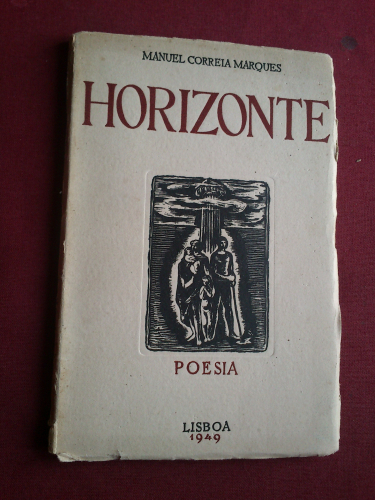 MANUEL CORREIA MARQUES
HORIZONTE
POESIA
LISBOA
1949